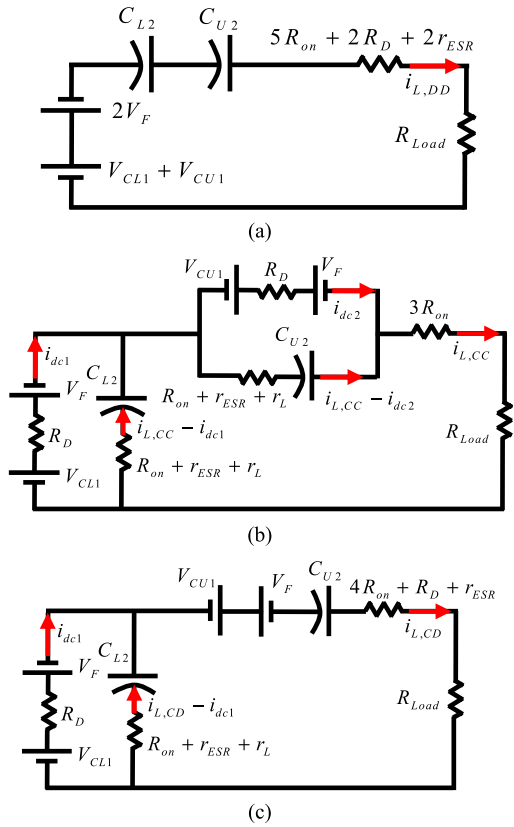 C_{L2} C_{U2} 5R_{on} + 2R_D + 2r_{ESR}
i_{L,DD}
2V_F
R_{Load}
V_{CL1} + V_{CU1}
(a)
V_{CU1} R_D V_F
i_{dc2}
C_{U2} 3R_{on}
i_{dc1} i_{L,CC}
V_F C_{L2} R_{on} + r_{ESR} + r_L i_{L,CC} − i_{dc2}
R_D i_{L,CC} − i_{dc1} R_{Load}
V_{CL1} R_{on} + r_{ESR} + r_L
(b)
V_{CU1} V_F C_{U2} 4R_{on} + R_D + r_{ESR}
i_{dc1} i_{L,CD}
V_F C_{L2}
R_D i_{L,CD} − i_{dc1} R_{Load}
V_{CL1} R_{on} + r_{ESR} + r_L
(c)